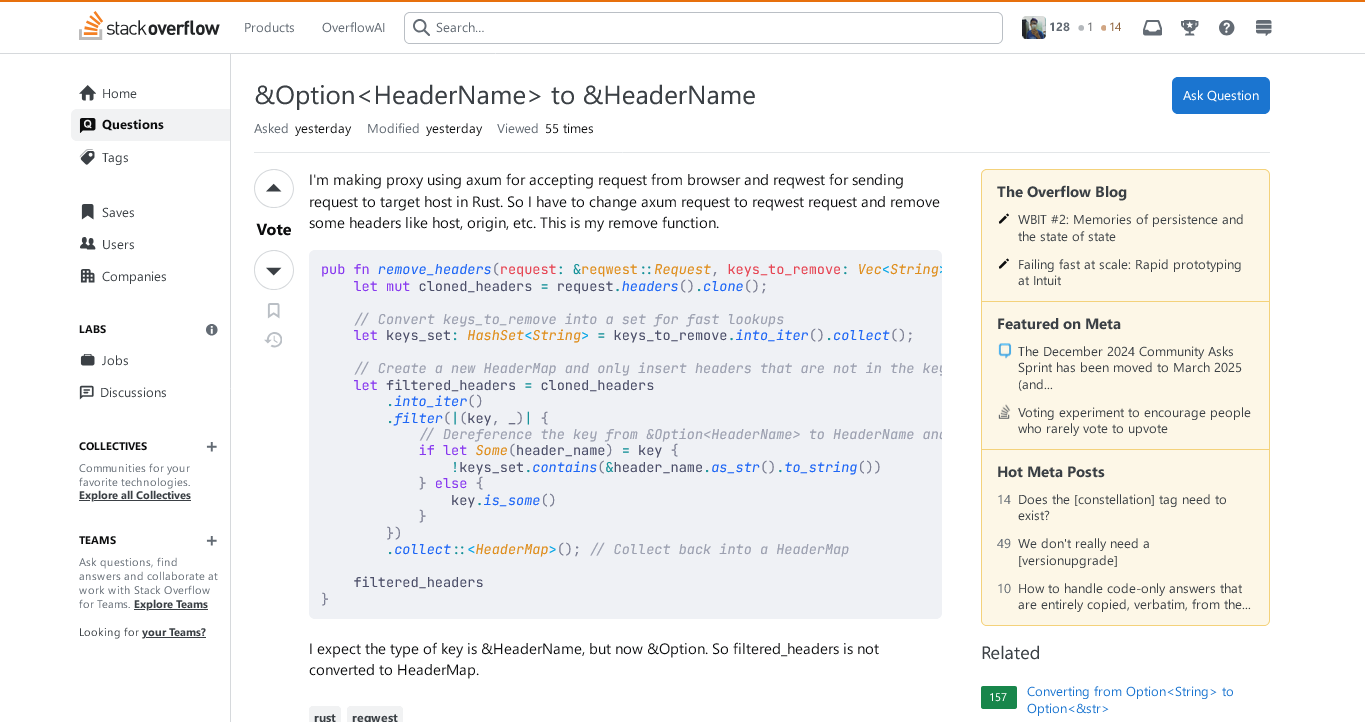 stackoverflow
Products
OverflowAI
Search...
128
1
14
Home
Questions
Tags
Saves
Users
Companies
LABS
Jobs
Discussions
COLLECTIVES
Communities for your
favorite technologies.
Explore all Collectives
TEAMS
Ask questions, find
answers and collaborate at
work with Stack Overflow
for Teams. Explore Teams
Looking for your Teams?
&Option<HeaderName> to &HeaderName
Ask Question
Asked yesterday Modified yesterday Viewed 55 times
Vote
I'm making proxy using axum for accepting request from browser and reqwest for sending
request to target host in Rust. So I have to change axum request to reqwest request and remove
some headers like host, origin, etc. This is my remove function.
pub fn remove_headers(request: &reqwest::Request, keys_to_remove: Vec<String>
    let mut cloned_headers = request.headers().clone();
    // Convert keys_to_remove into a set for fast lookups
    let keys_set: HashSet<String> = keys_to_remove.into_iter().collect();
    // Create a new HeaderMap and only insert headers that are not in the key
    let filtered_headers = cloned_headers
        .into_iter()
        .filter(|(key, _)| {
            // Dereference the key from &Option<HeaderName> to HeaderName and
            if let Some(header_name) = key {
                !keys_set.contains(&header_name.as_str().to_string())
            } else {
                key.is_some()
            }
        })
        .collect::<HeaderMap>(); // Collect back into a HeaderMap
    filtered_headers
}
I expect the type of key is &HeaderName, but now &Option. So filtered_headers is not
converted to HeaderMap.
rust
reqwest
The Overflow Blog
WBIT #2: Memories of persistence and
the state of state
Failing fast at scale: Rapid prototyping
at Intuit
Featured on Meta
The December 2024 Community Asks
Sprint has been moved to March 2025
(and...
Voting experiment to encourage people
who rarely vote to upvote
Hot Meta Posts
14 Does the [constellation] tag need to
exist?
49 We don't really need a
[versionupgrade]
10 How to handle code-only answers that
are entirely copied, verbatim, from the...
Related
157 Converting from Option<String> to
Option<&str>